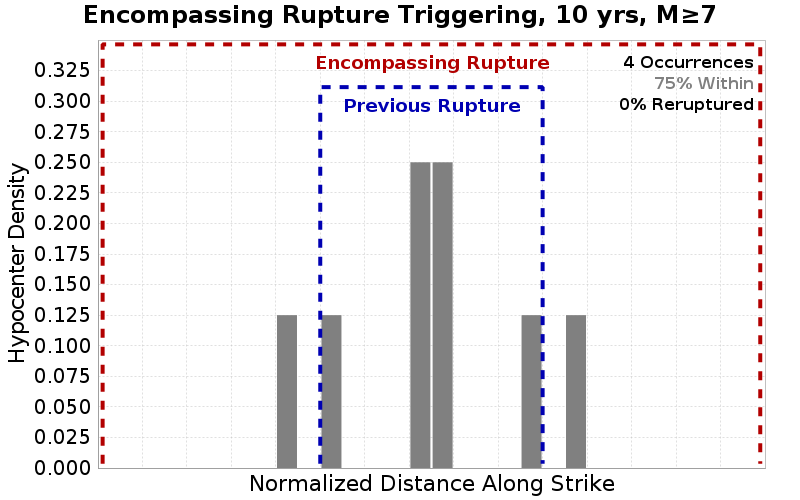 Encompassing Rupture Triggering, 10 yrs, M≥7
Encompassing Rupture
4 Occurrences
75% Within
0% Reruptured
Previous Rupture
Hypocenter Density
0.325
0.300
0.275
0.250
0.225
0.200
0.175
0.150
0.125
0.100
0.075
0.050
0.025
0.000
Normalized Distance Along Strike